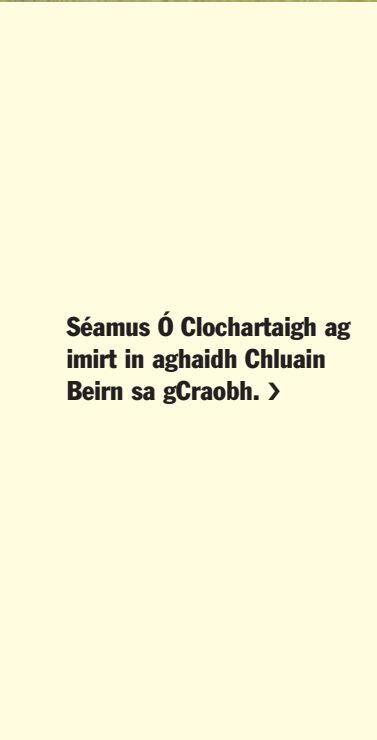 Séamus Ó Clochartaigh ag
imirt in aghaidh Chluain
Beirn sa gCraobh. ›